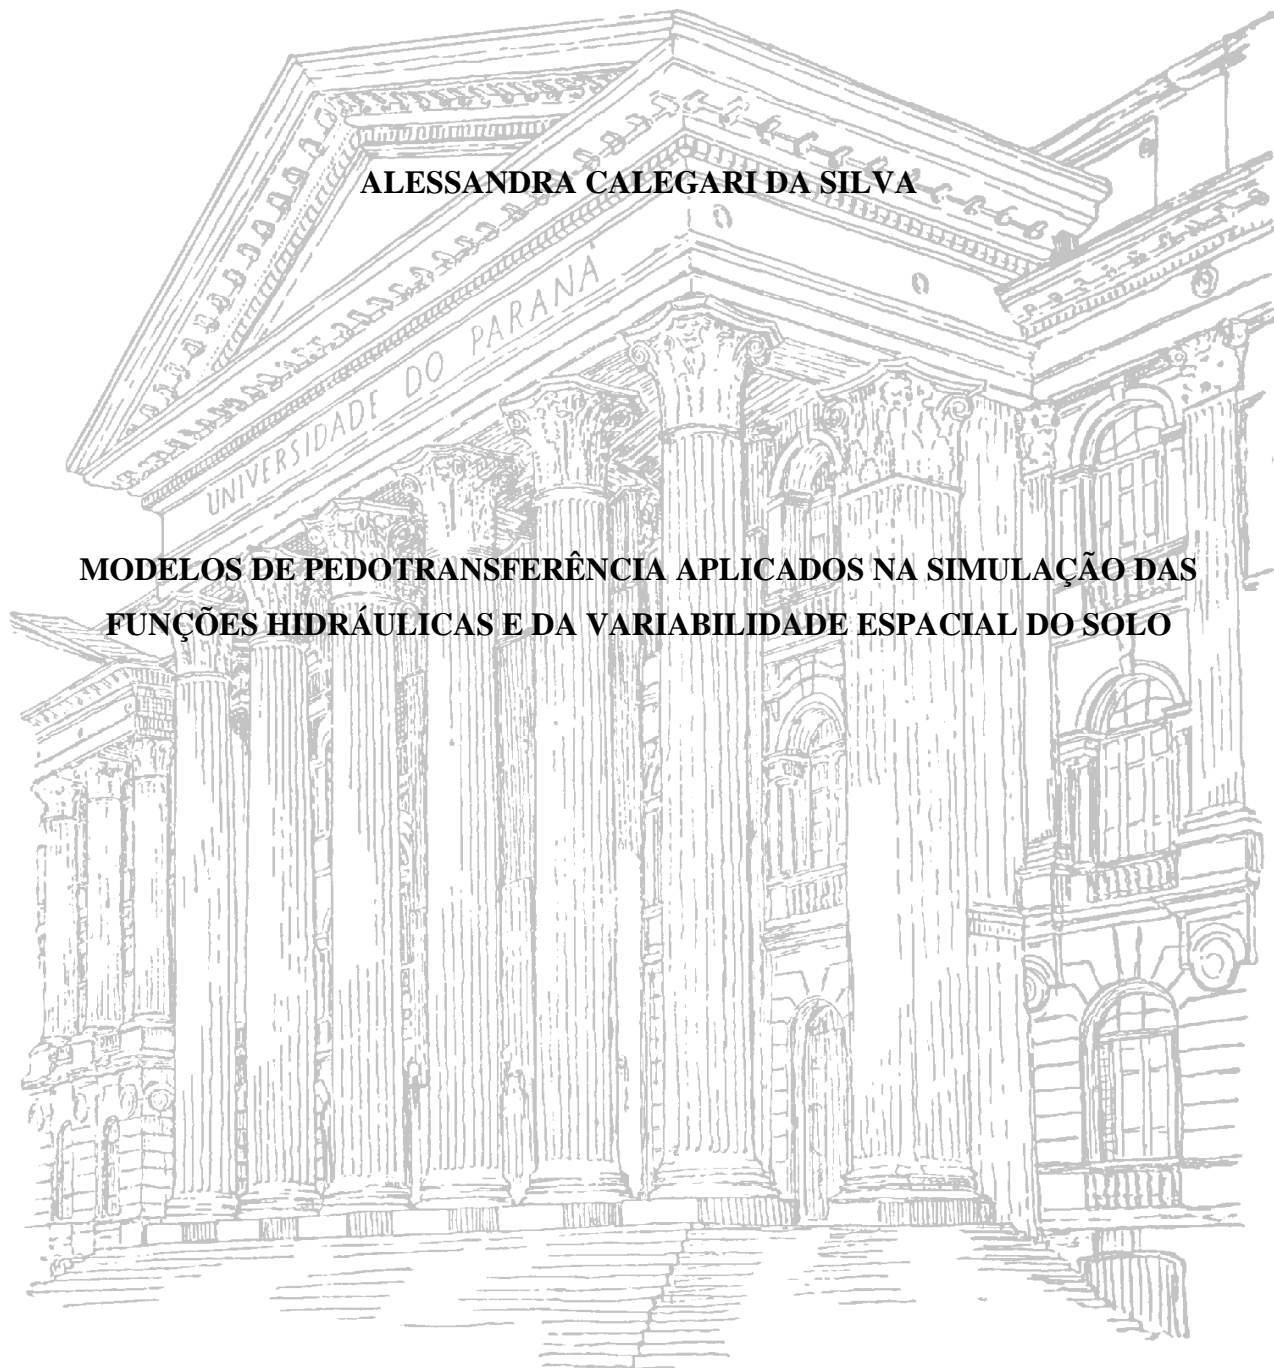 ALESSANDRA CALEGARI DA SILVA
UNIVERSIDADE DO PARANÁ
MODELOS DE PEDOTRANSFERÊNCIA APLICADOS NA SIMULAÇÃO DAS
FUNÇÕES HIDRÁULICAS E DA VARIABILIDADE ESPACIAL DO SOLO